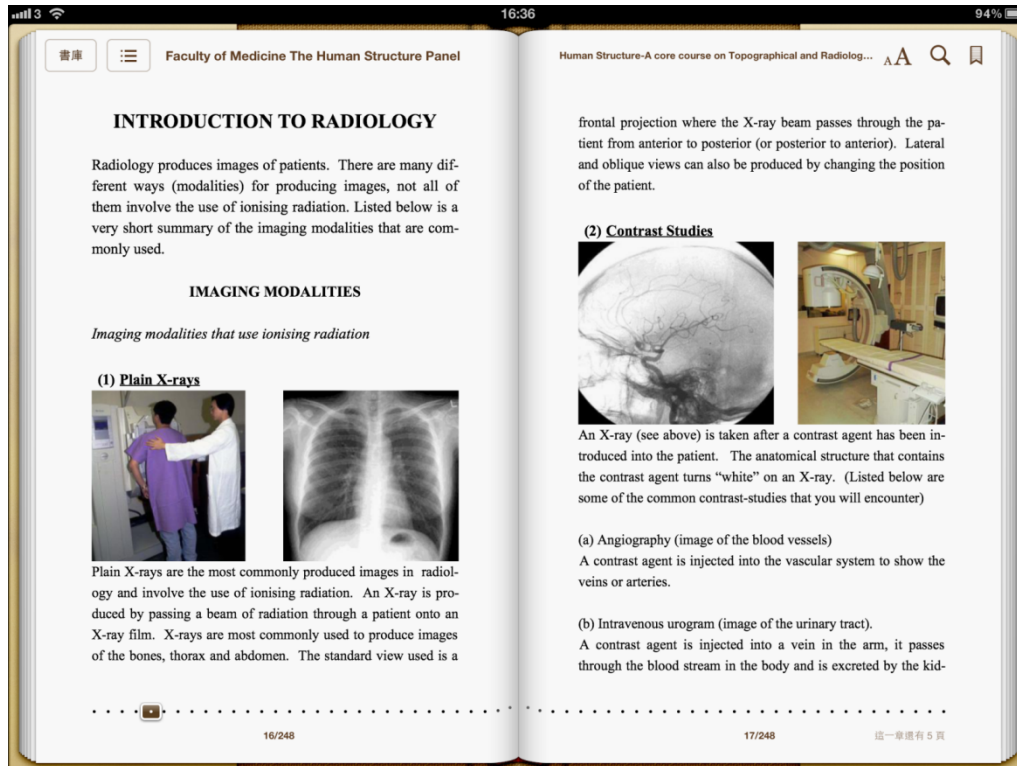 3
16:36
94%
書庫
Faculty of Medicine The Human Structure Panel
INTRODUCTION TO RADIOLOGY
Radiology produces images of patients. There are many dif-
ferent ways (modalities) for producing images, not all of
them involve the use of ionising radiation. Listed below is a
very short summary of the imaging modalities that are com-
monly used.
IMAGING MODALITIES
Imaging modalities that use ionising radiation
(1) Plain X-rays
Plain X-rays are the most commonly produced images in radiol-
ogy and involve the use of ionising radiation. An X-ray is pro-
duced by passing a beam of radiation through a patient onto an
X-ray film. X-rays are most commonly used to produce images
of the bones, thorax and abdomen. The standard view used is a
16/248
Human Structure-A core course on Topographical and Radiolog...
AA
frontal projection where the X-ray beam passes through the pa-
tient from anterior to posterior (or posterior to anterior). Lateral
and oblique views can also be produced by changing the position
of the patient.
(2) Contrast Studies
An X-ray (see above) is taken after a contrast agent has been in-
troduced into the patient. The anatomical structure that contains
the contrast agent turns “white” on an X-ray. (Listed below are
some of the common contrast-studies that you will encounter)
(a) Angiography (image of the blood vessels)
A contrast agent is injected into the vascular system to show the
veins or arteries.
(b) Intravenous urogram (image of the urinary tract).
A contrast agent is injected into a vein in the arm, it passes
through the blood stream in the body and is excreted by the kid-
17/248
這一章還有 5 頁